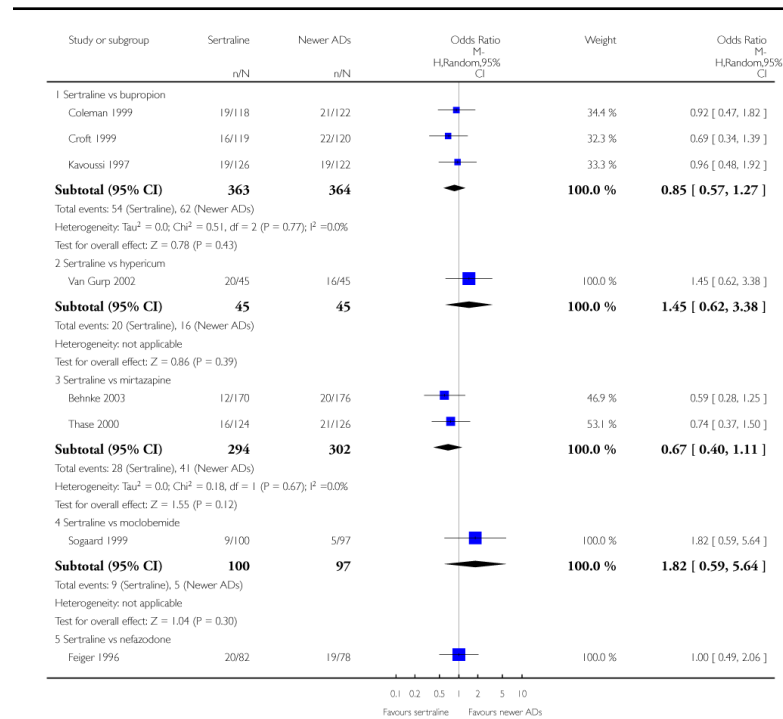 Study or subgroup Sertraline Newer ADs Odds Ratio Weight Odds Ratio
M- M-
H,Random,95% H,Random,95%
n/N n/N CI CI
1 Sertraline vs bupropion
Coleman 1999 19/118 21/122 34.4 % 0.92 [ 0.47, 1.82 ]
Croft 1999 16/119 22/120 32.3 % 0.69 [ 0.34, 1.39 ]
Kavoussi 1997 19/126 19/122 33.3 % 0.96 [ 0.48, 1.92 ]
Subtotal (95% CI) 363 364 100.0 % 0.85 [ 0.57, 1.27 ]
Total events: 54 (Sertraline), 62 (Newer ADs)
Heterogeneity: Tau² = 0.0; Chi² = 0.51, df = 2 (P = 0.77); I² =0.0%
Test for overall effect: Z = 0.78 (P = 0.43)
2 Sertraline vs hypericum
Van Gurp 2002 20/45 16/45 100.0 % 1.45 [ 0.62, 3.38 ]
Subtotal (95% CI) 45 45 100.0 % 1.45 [ 0.62, 3.38 ]
Total events: 20 (Sertraline), 16 (Newer ADs)
Heterogeneity: not applicable
Test for overall effect: Z = 0.86 (P = 0.39)
3 Sertraline vs mirtazapine
Behnke 2003 12/170 20/176 46.9 % 0.59 [ 0.28, 1.25 ]
Thase 2000 16/124 21/126 53.1 % 0.74 [ 0.37, 1.50 ]
Subtotal (95% CI) 294 302 100.0 % 0.67 [ 0.40, 1.11 ]
Total events: 28 (Sertraline), 41 (Newer ADs)
Heterogeneity: Tau² = 0.0; Chi² = 0.18, df = 1 (P = 0.67); I² =0.0%
Test for overall effect: Z = 1.55 (P = 0.12)
4 Sertraline vs moclobemide
Sogaard 1999 9/100 5/97 100.0 % 1.82 [ 0.59, 5.64 ]
Subtotal (95% CI) 100 97 100.0 % 1.82 [ 0.59, 5.64 ]
Total events: 9 (Sertraline), 5 (Newer ADs)
Heterogeneity: not applicable
Test for overall effect: Z = 1.04 (P = 0.30)
5 Sertraline vs nefazodone
Feiger 1996 20/82 19/78 100.0 % 1.00 [ 0.49, 2.06 ]
0.1 0.2 0.5 1 2 5 10
Favours sertraline Favours newer ADs